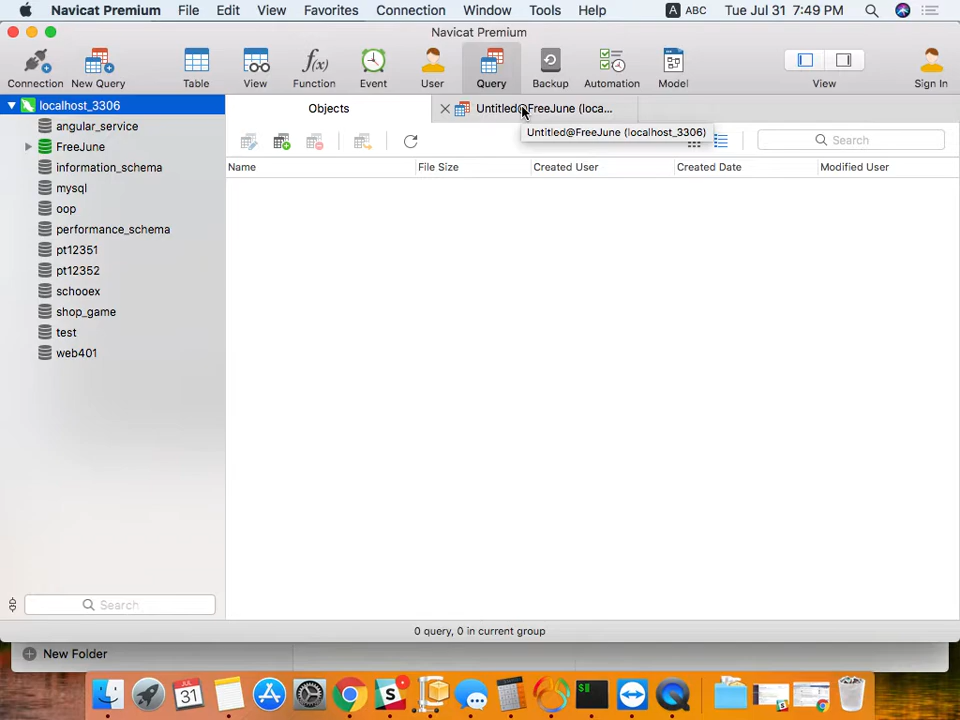 Navicat Premium File Edit View Favorites Connection Window Tools Help A ABC Tue Jul 31 7:49 PM
Navicat Premium
Connection New Query Table View Function Event User Query Backup Automation Model View Sign In
f(x)
localhost_3306
Objects
Untitled@FreeJune (loca...
Untitled@FreeJune (localhost_3306)
Search
Name File Size Created User Created Date Modified User
angular_service
FreeJune
information_schema
mysql
oop
performance_schema
pt12351
pt12352
schooex
shop_game
test
web401
Search
0 query, 0 in current group
New Folder
JUL
31